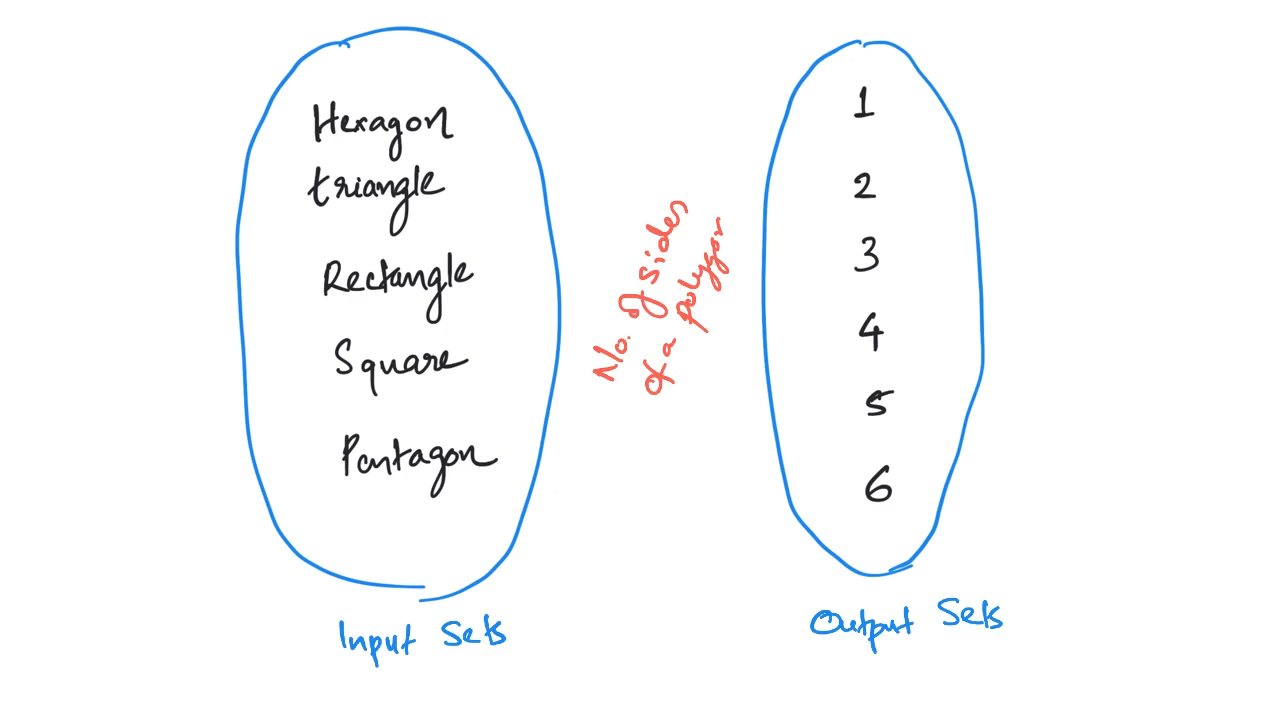 Hexagon
triangle
Rectangle
Square
Pentagon
Input Sets
No. of sides
of a polygon
1
2
3
4
5
6
Output Sets